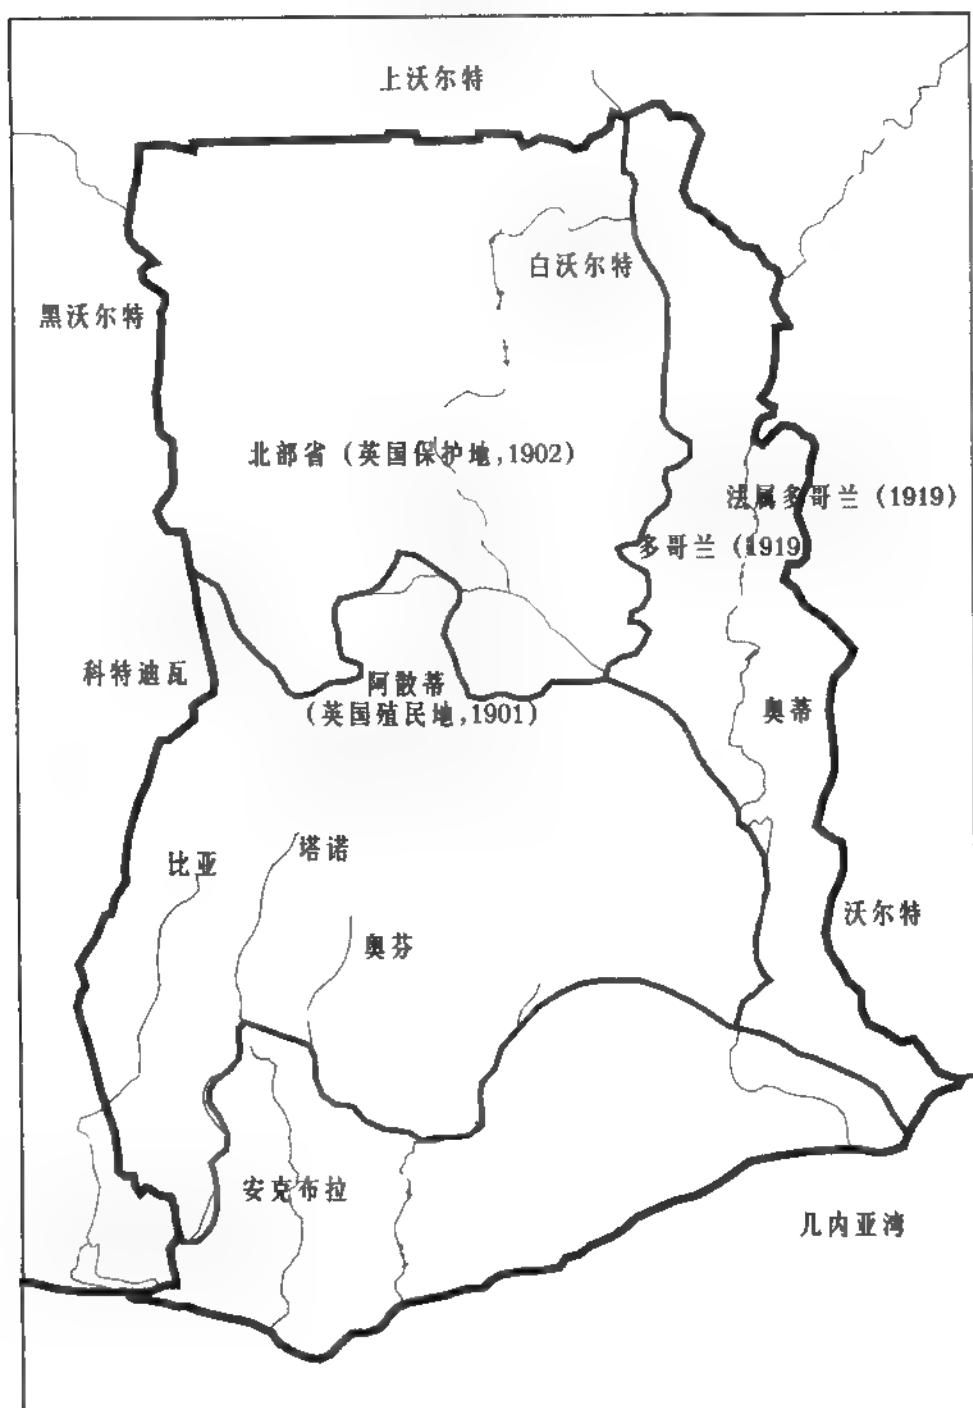 上沃尔特
白沃尔特
黑沃尔特
北部省（英国保护地,1902）
法属多哥兰（1919）
多哥兰（1919）
科特迪瓦
阿散蒂
（英国殖民地,1901）
奥蒂
塔诺
比亚
沃尔特
奥芬
安克布拉
几内亚湾